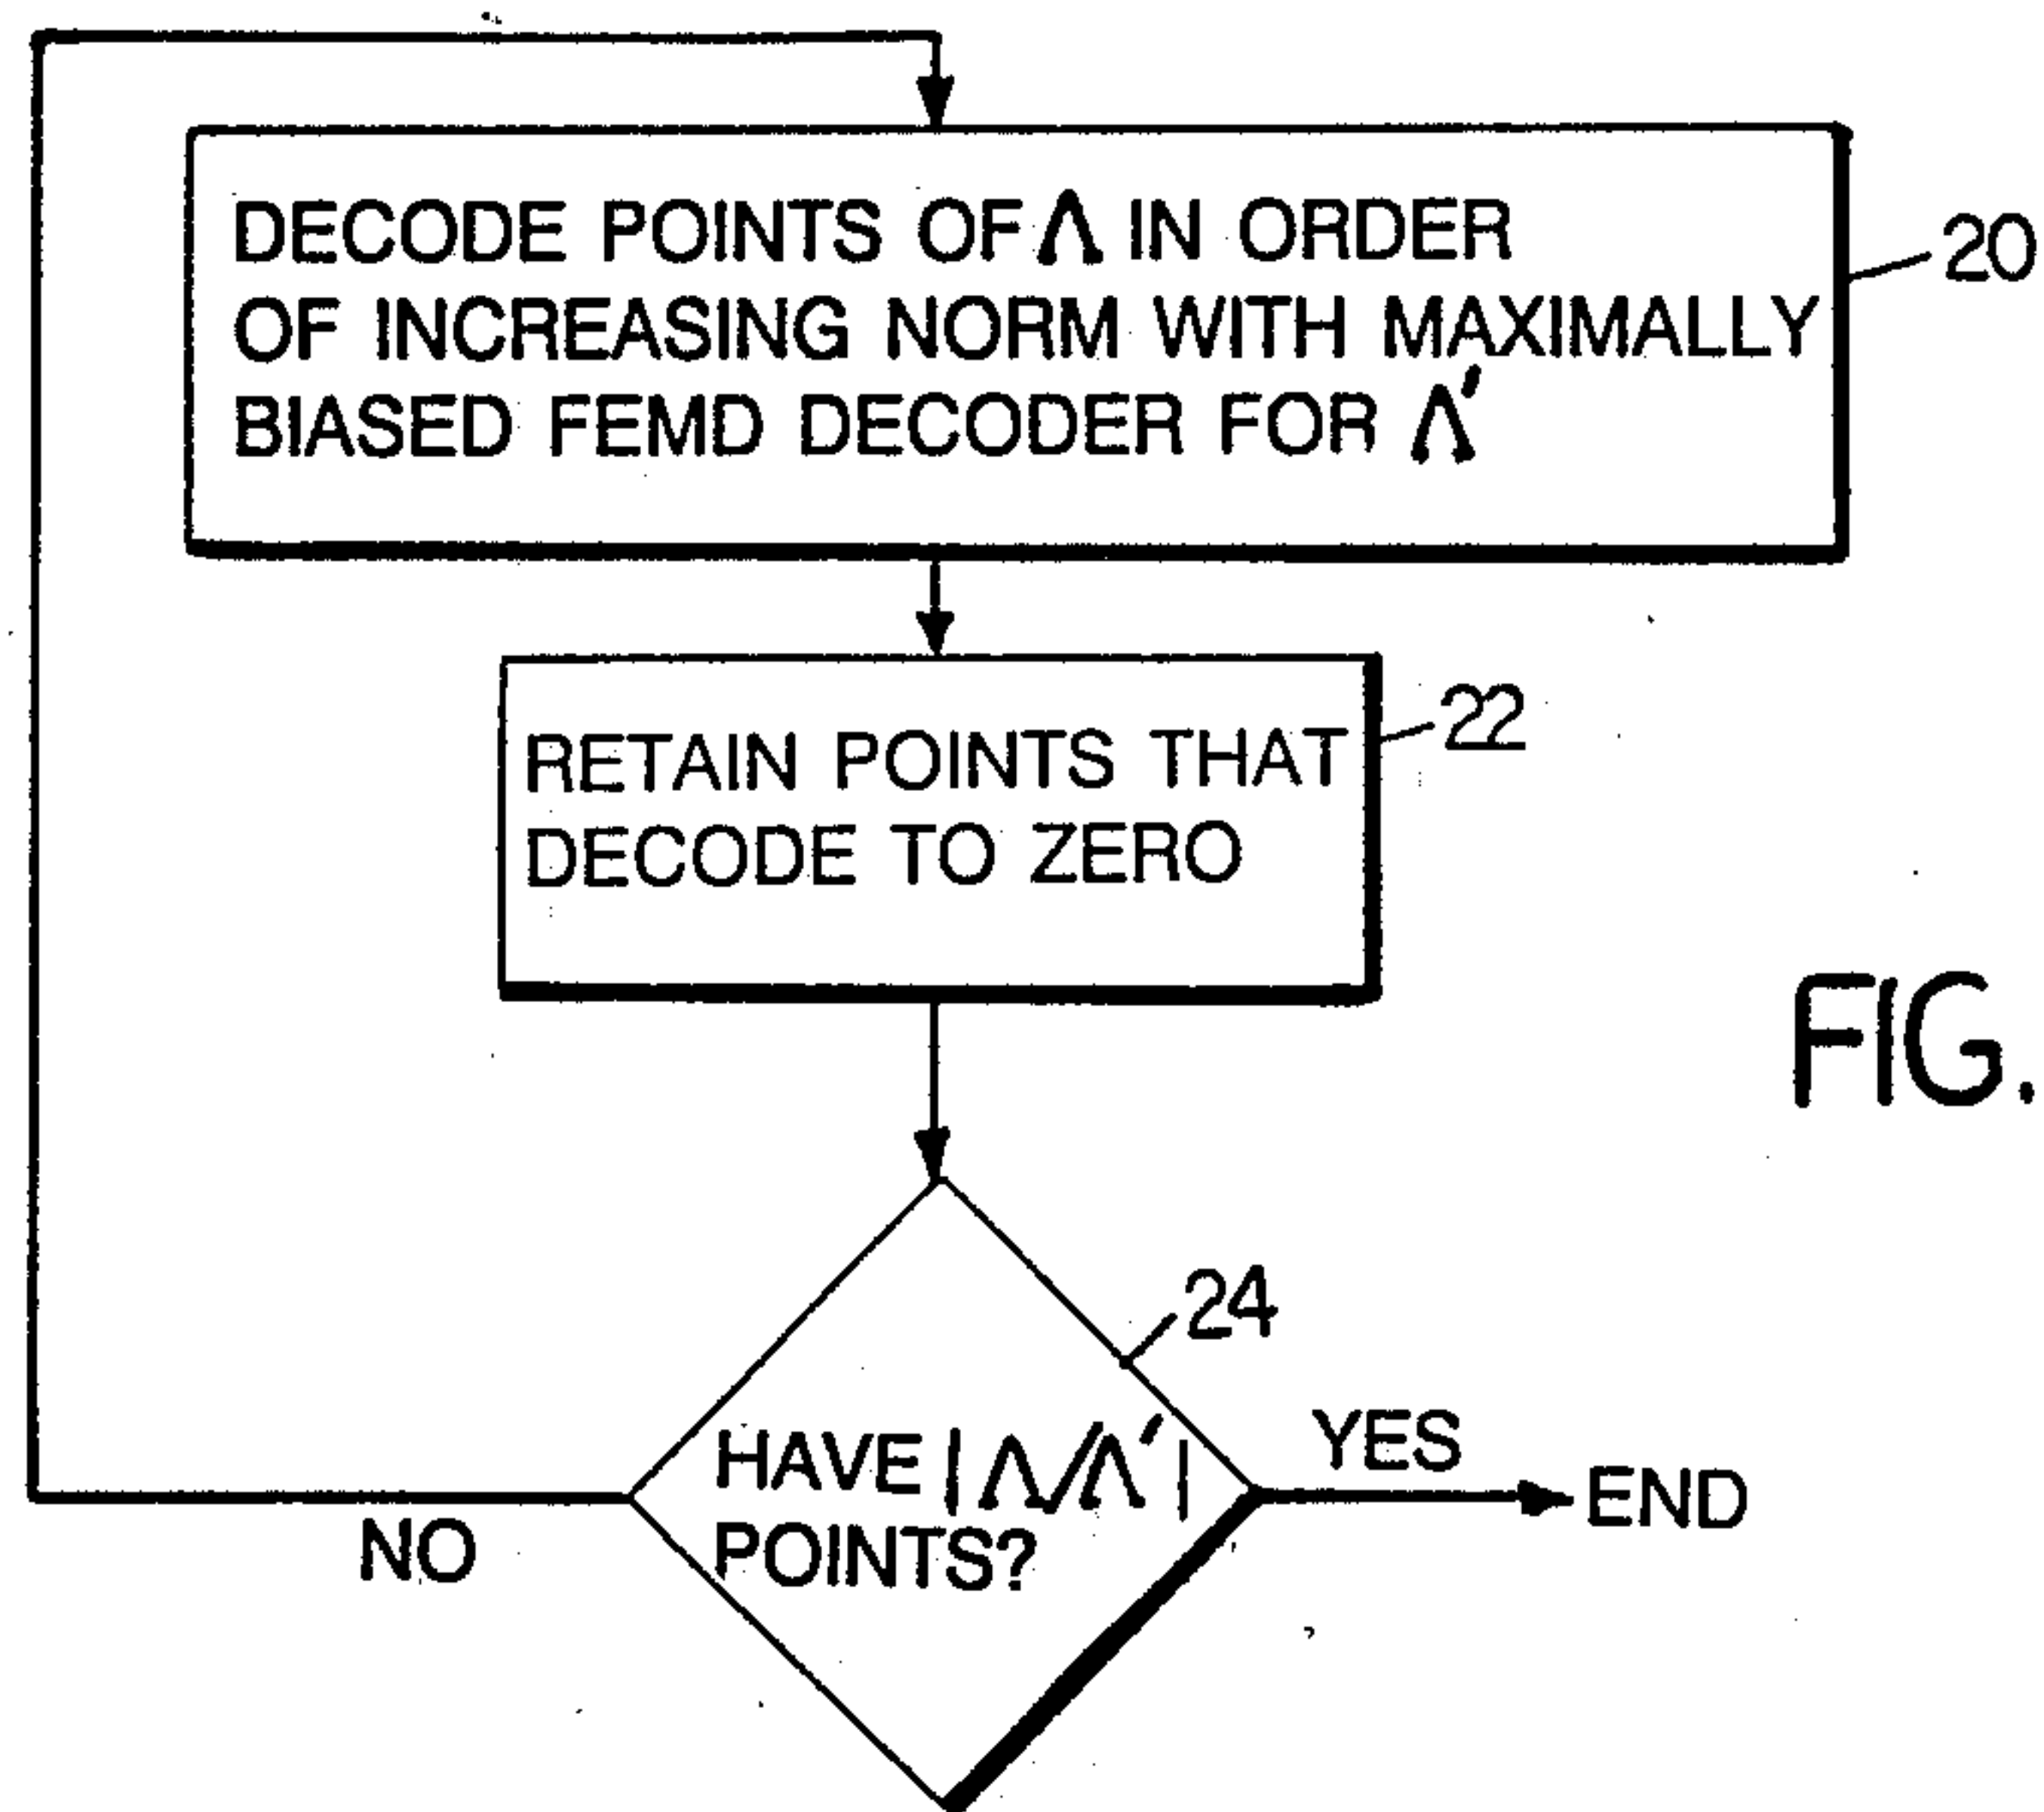 DECODE POINTS OF Λ IN ORDER
OF INCREASING NORM WITH MAXIMALLY
BIASED FEMD DECODER FOR Λ′
20
RETAIN POINTS THAT
DECODE TO ZERO
22
FIG.
24
HAVE |Λ/Λ′|
POINTS?
YES
END
NO